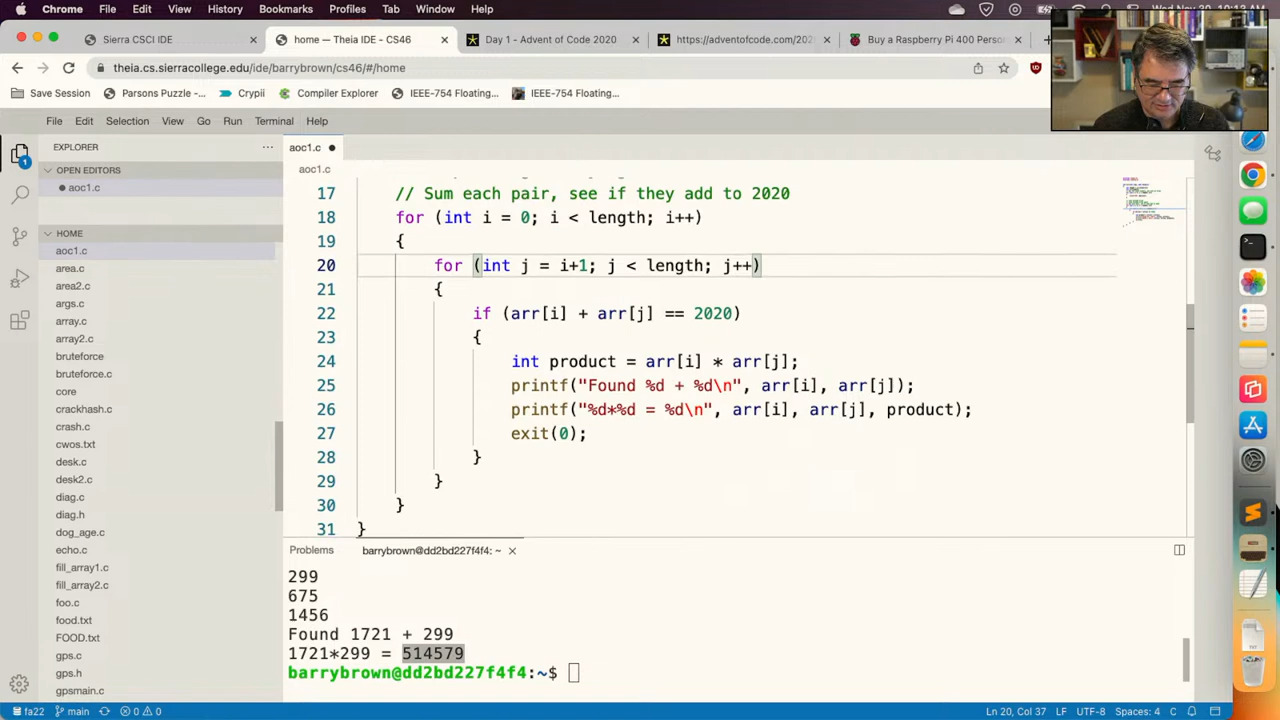 Chrome File Edit View History Bookmarks Profiles Tab Window Help
Sierra CSCI IDE
home — Theia IDE - CS46
Day 1 - Advent of Code 2020
https://adventofcode.com/202
Buy a Raspberry Pi 400 Person
theia.cs.sierracollege.edu/ide/barrybrown/cs46/#/home
Save Session
Parsons Puzzle -...
Crypii
Compiler Explorer
IEEE-754 Floating...
IEEE-754 Floating...
File Edit Selection View Go Run Terminal Help
EXPLORER
OPEN EDITORS
aoc1.c
HOME
aoc1.c
area.c
area2.c
args.c
array.c
array2.c
bruteforce
bruteforce.c
core
crackhash.c
crash.c
cwos.txt
desk.c
desk2.c
diag.c
diag.h
dog_age.c
echo.c
fill_array1.c
fill_array2.c
foo.c
food.txt
FOOD.txt
gps.c
gps.h
gpsmain.c
aoc1.c
aoc1.c
17 // Sum each pair, see if they add to 2020
18 for (int i = 0; i < length; i++)
19 {
20 for (int j = i+1; j < length; j++)
21 {
22 if (arr[i] + arr[j] == 2020)
23 {
24 int product = arr[i] * arr[j];
25 printf("Found %d + %d\n", arr[i], arr[j]);
26 printf("%d*%d = %d\n", arr[i], arr[j], product);
27 exit(0);
28 }
29 }
30 }
31 }
Problems
barrybrown@dd2bd227f4f4: ~
299
675
1456
Found 1721 + 299
1721*299 = 514579
barrybrown@dd2bd227f4f4:~$
fa22 main 0 0
Ln 20, Col 37 LF UTF-8 Spaces: 4 C